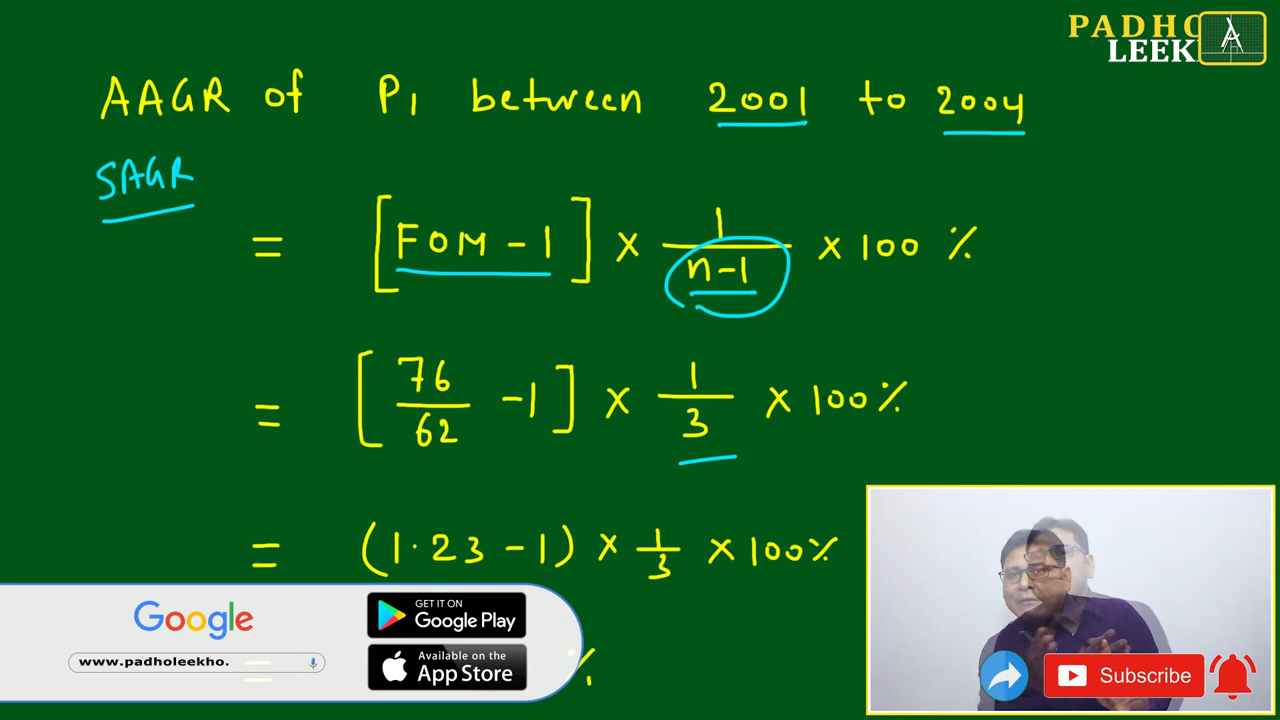 PADHO
LEEK
AAGR of P1 between 2001 to 2004
SAGR
= [FOM - 1] × 1/(n-1) × 100 %
= [76/62 - 1] × 1/3 × 100 %
= (1.23 - 1) × 1/3 × 100 %
Google
www.padholeekho.
GET IT ON
Google Play
Available on the
App Store
= %
Subscribe